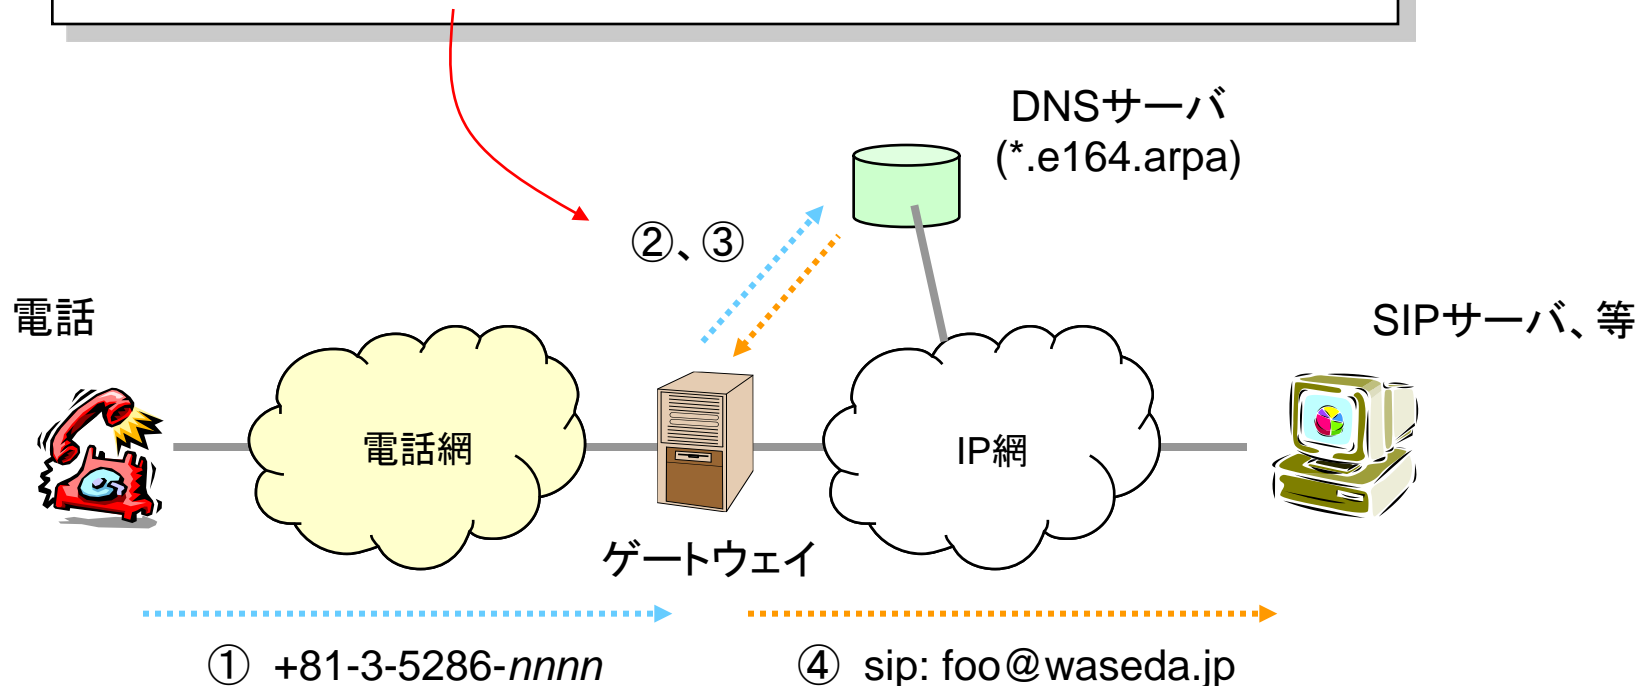 DNSサーバ
(*.e164.arpa)
②、③
電話
SIPサーバ、等
電話網
IP網
ゲートウェイ
① +81-3-5286-nnnn
④ sip: foo@waseda.jp